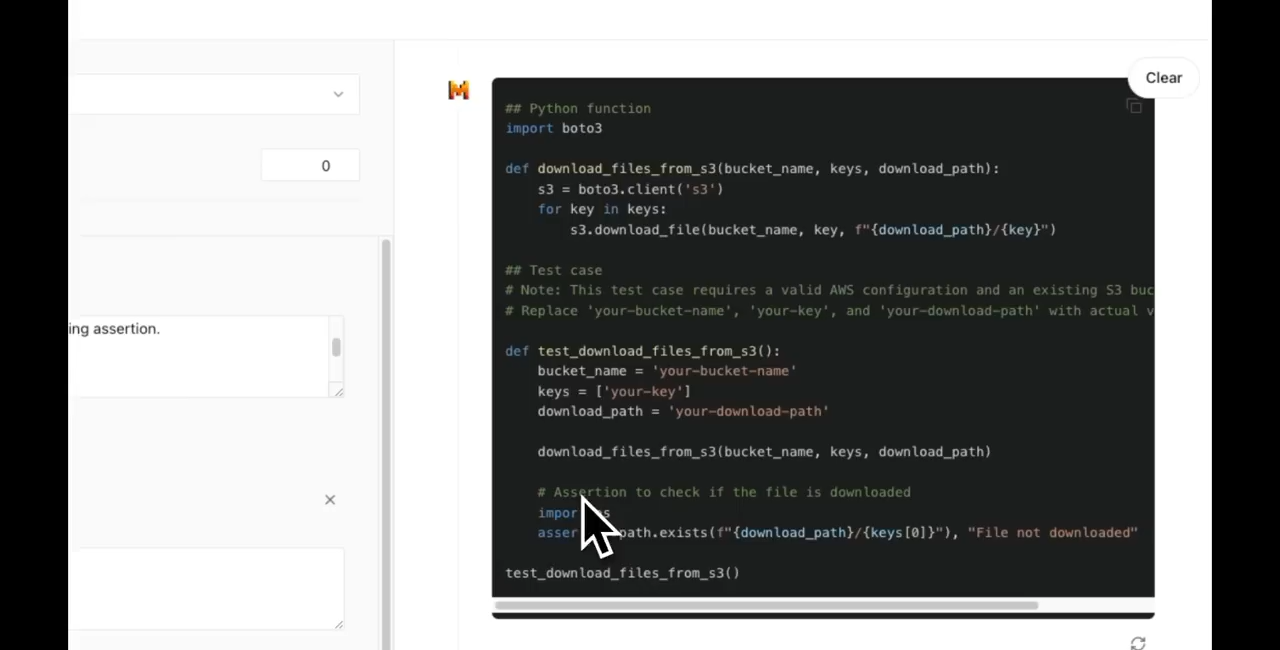 Clear
0
ing assertion.
## Python function
import boto3
def download_files_from_s3(bucket_name, keys, download_path):
    s3 = boto3.client('s3')
    for key in keys:
        s3.download_file(bucket_name, key, f"{download_path}/{key}")
## Test case
# Note: This test case requires a valid AWS configuration and an existing S3 buc
# Replace 'your-bucket-name', 'your-key', and 'your-download-path' with actual v
def test_download_files_from_s3():
    bucket_name = 'your-bucket-name'
    keys = ['your-key']
    download_path = 'your-download-path'
    download_files_from_s3(bucket_name, keys, download_path)
    # Assertion to check if the file is downloaded
    impor s
    asser path.exists(f"{download_path}/{keys[0]}"), "File not downloaded"
test_download_files_from_s3()